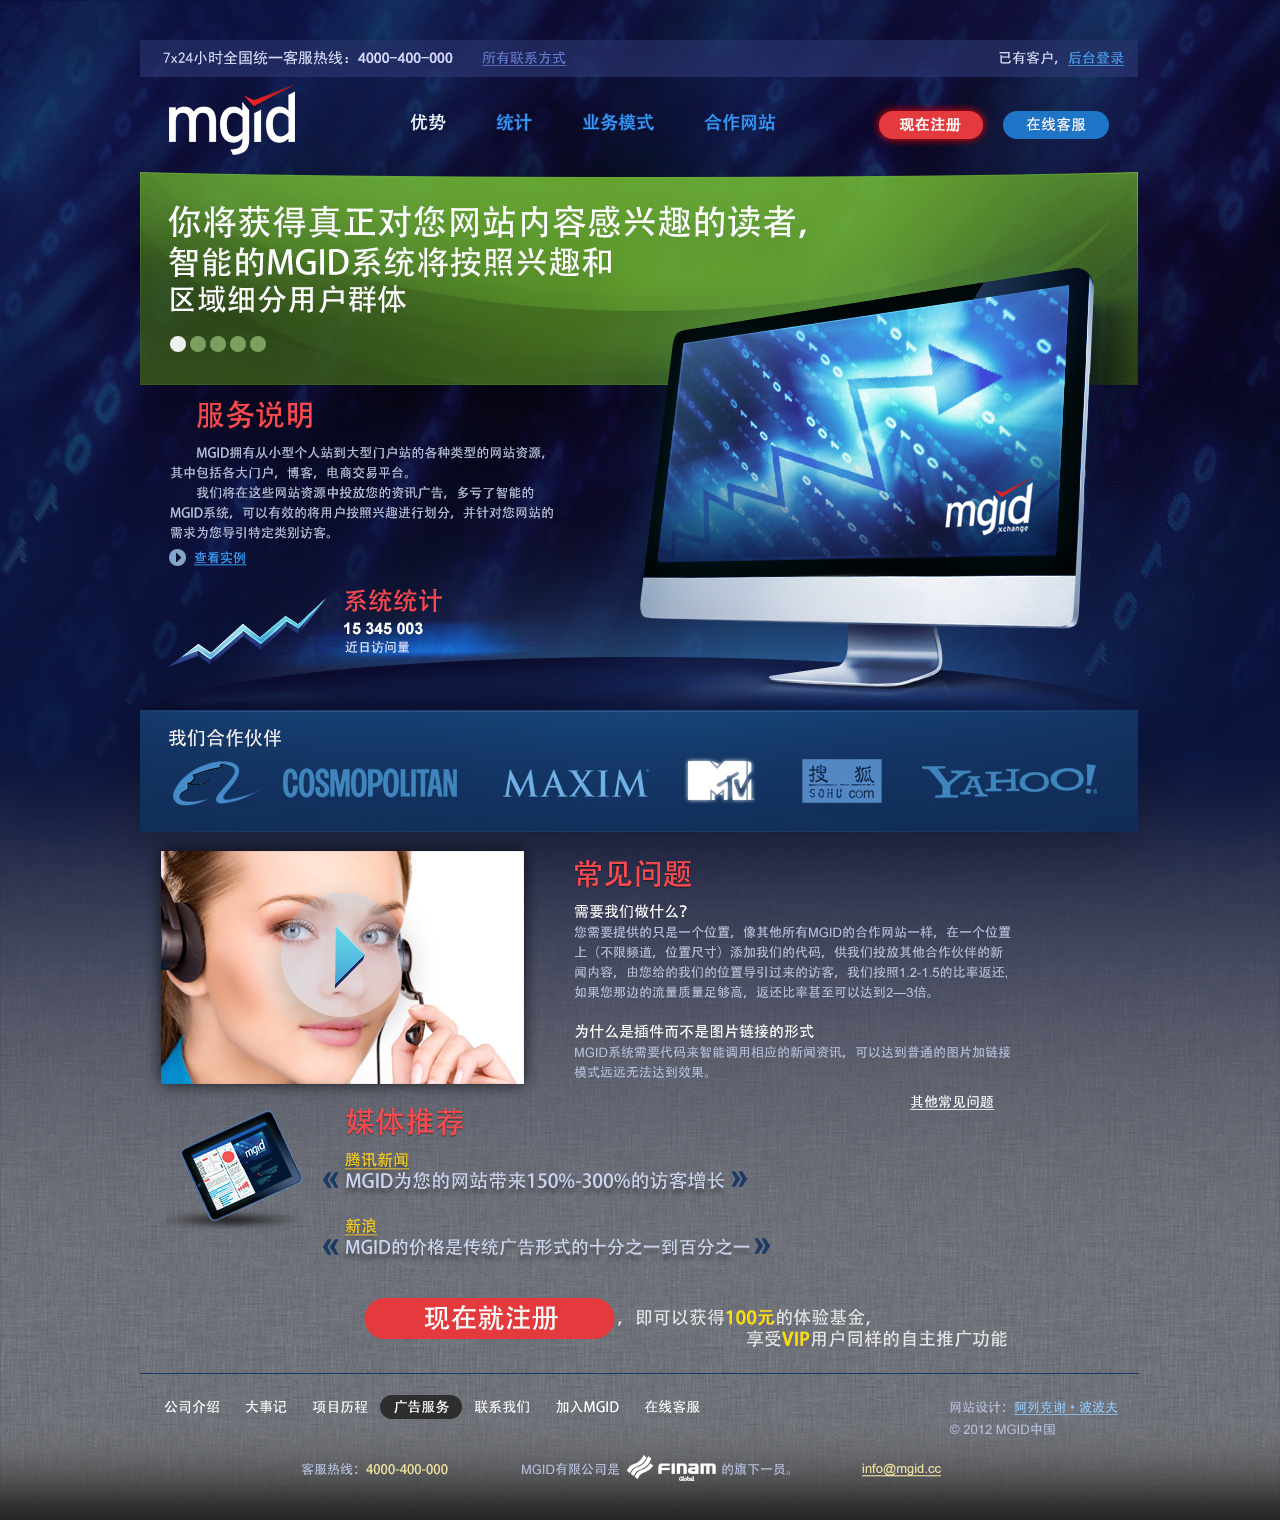 7x24小时全国统一客服热线：4000-400-000 所有联系方式 已有客户，后台登录
mgid 优势 统计 业务模式 合作网站 现在注册 在线客服
你将获得真正对您网站内容感兴趣的读者，
智能的MGID系统将按照兴趣和
区域细分用户群体
服务说明
MGID拥有从小型个人站到大型门户站的各种类型的网站资源，
其中包括各大门户，博客，电商交易平台。
我们将在这些网站资源中投放您的资讯广告，多亏了智能的
MGID系统，可以有效的将用户按照兴趣进行划分，并针对您网站的
需求为您导引特定类别访客。
查看实例
mgid
xchange
系统统计
15 345 003
近日访问量
我们合作伙伴
COSMOPOLITAN MAXIM MTV 搜狐 SOHU.com YAHOO!
常见问题
需要我们做什么？
您需要提供的只是一个位置，像其他所有MGID的合作网站一样，在一个位置
上（不限频道，位置尺寸）添加我们的代码，供我们投放其他合作伙伴的新
闻内容，由您给的我们的位置导引过来的访客，我们按照1.2-1.5的比率返还，
如果您那边的流量质量足够高，返还比率甚至可以达到2—3倍。
为什么是插件而不是图片链接的形式
MGID系统需要代码来智能调用相应的新闻资讯，可以达到普通的图片加链接
模式远远无法达到效果。
其他常见问题
媒体推荐
mgid
腾讯新闻
« MGID为您的网站带来150%-300%的访客增长 »
新浪
« MGID的价格是传统广告形式的十分之一到百分之一 »
现在就注册，即可以获得100元的体验基金，
享受VIP用户同样的自主推广功能
公司介绍 大事记 项目历程 广告服务 联系我们 加入MGID 在线客服 网站设计：阿列克谢·波波夫
© 2012 MGID中国
客服热线：4000-400-000 MGID有限公司是 FINAM Global 的旗下一员。 info@mgid.cc